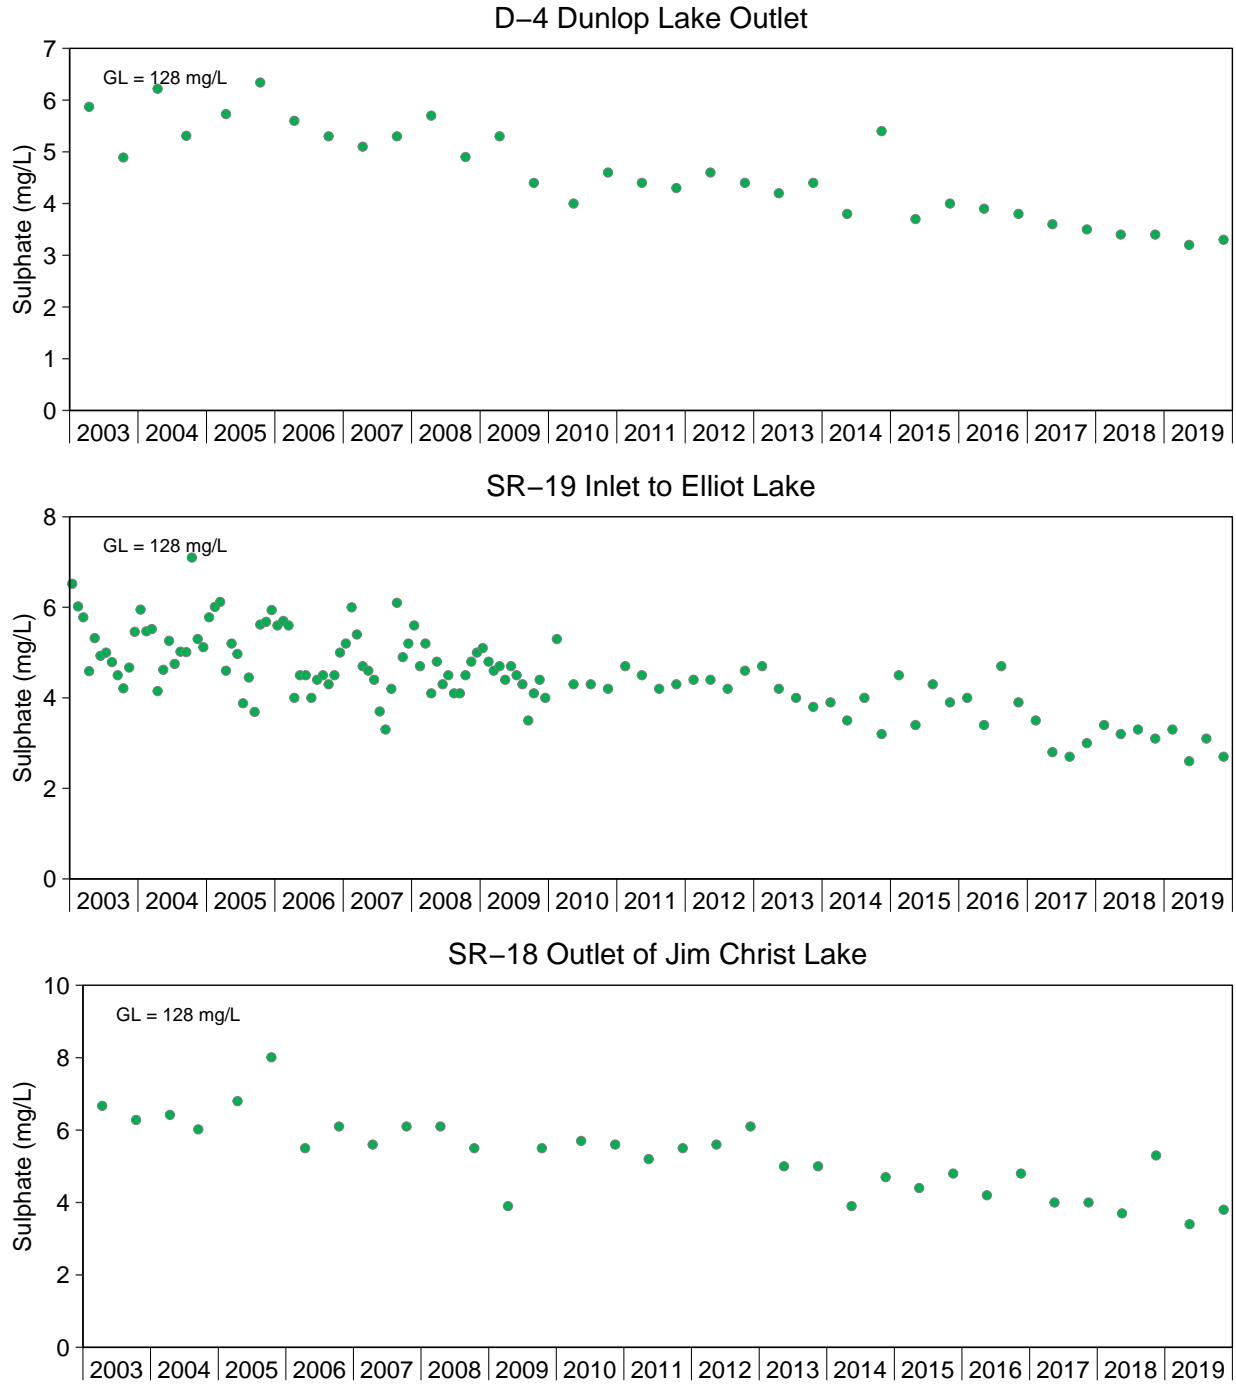 D−4 Dunlop Lake Outlet
7
6
5
4
3
2
1
0
Sulphate (mg/L)
GL = 128 mg/L
2003 2004 2005 2006 2007 2008 2009 2010 2011 2012 2013 2014 2015 2016 2017 2018 2019
SR−19 Inlet to Elliot Lake
8
6
4
2
0
Sulphate (mg/L)
GL = 128 mg/L
2003 2004 2005 2006 2007 2008 2009 2010 2011 2012 2013 2014 2015 2016 2017 2018 2019
SR−18 Outlet of Jim Christ Lake
10
8
6
4
2
0
Sulphate (mg/L)
GL = 128 mg/L
2003 2004 2005 2006 2007 2008 2009 2010 2011 2012 2013 2014 2015 2016 2017 2018 2019